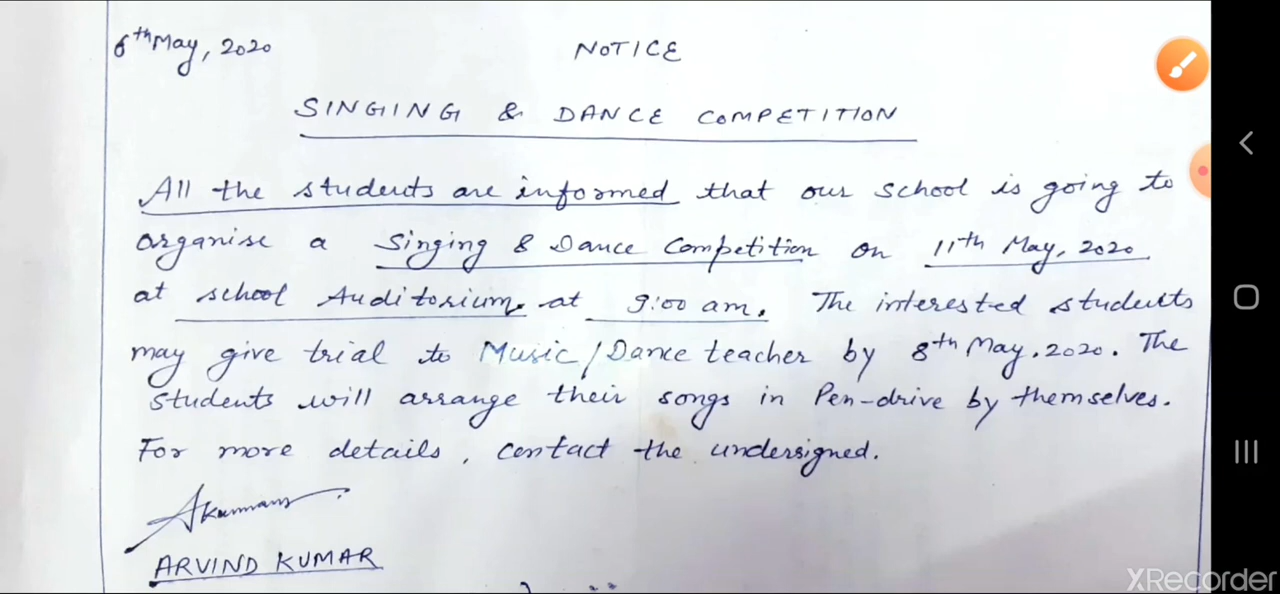 6th May, 2020 NOTICE
SINGING & DANCE COMPETITION
All the students are informed that our school is going to
organise a Singing & Dance Competition on 11th May, 2020
at school Auditorium. at 9:00 am. The interested students
may give trial to Music/Dance teacher by 8th May, 2020. The
students will arrange their songs in Pen-drive by themselves.
For more details, contact the undersigned.
AKumar
ARVIND KUMAR
XRecorder